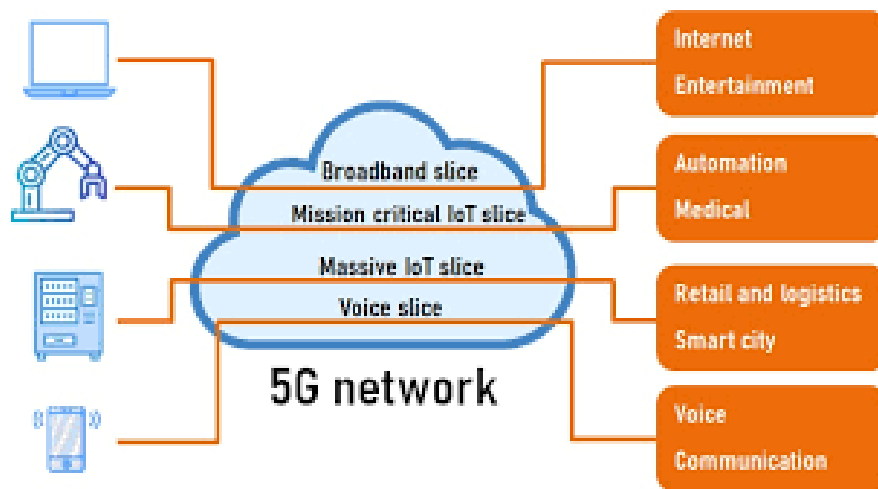 Internet
Entertainment
Broadband slice
Automation
Medical
Mission critical IoT slice
Massive IoT slice
Retail and logistics
Smart city
Voice slice
5G network
Voice
Communication